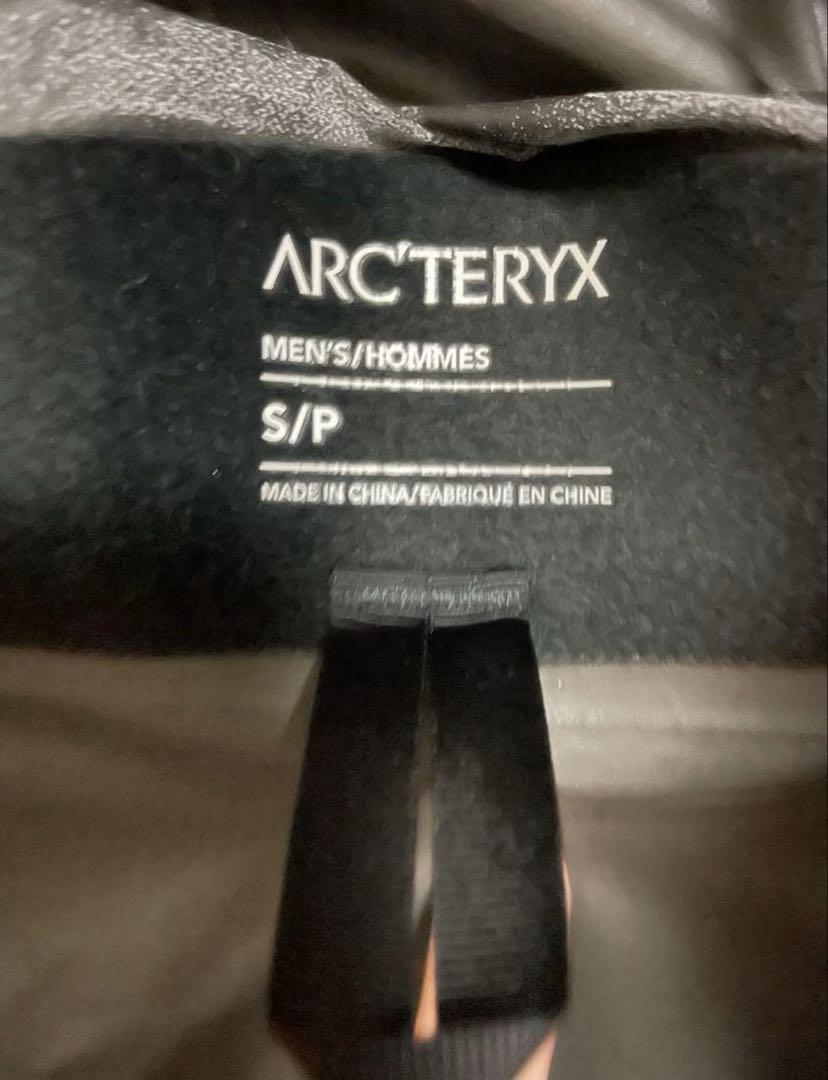 ARC'TERYX
MEN'S/HOMMES
S/P
MADE IN CHINA/FABRIQUÉ EN CHINE